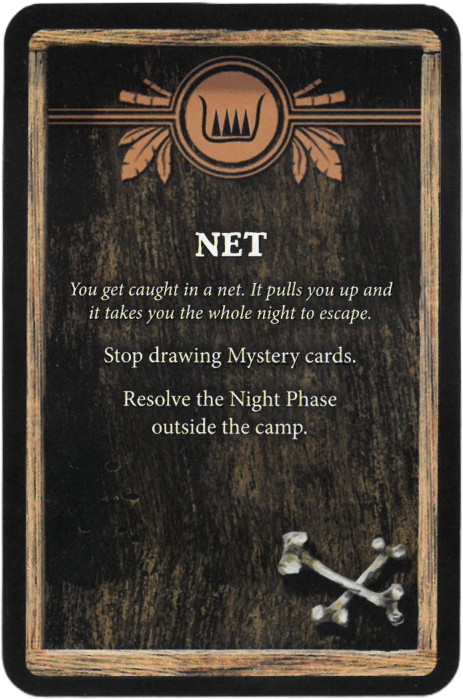 NET
You get caught in a net. It pulls you up and
it takes you the whole night to escape.
Stop drawing Mystery cards.
Resolve the Night Phase
outside the camp.